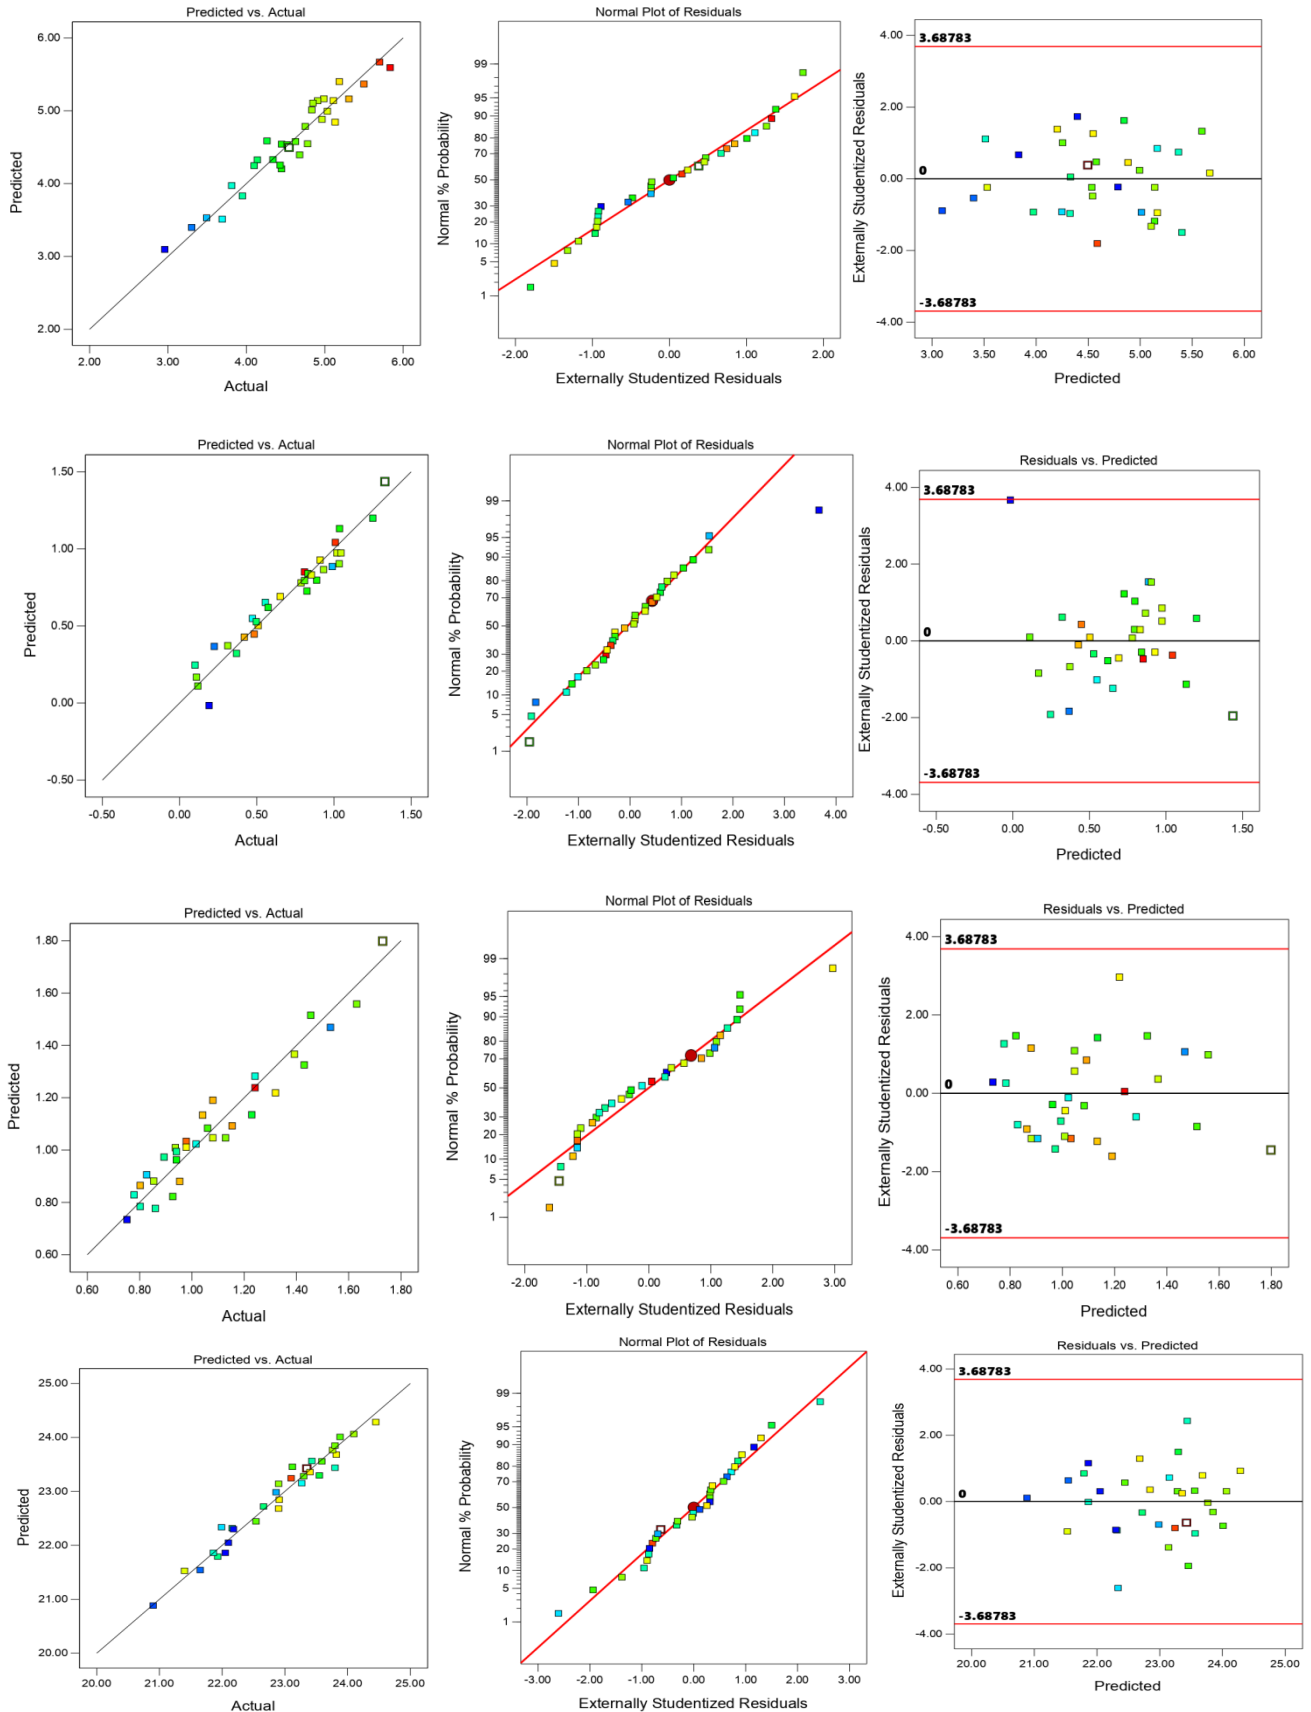 Predicted vs. Actual
6.00
5.00
4.00
3.00
2.00
Predicted
2.00 3.00 4.00 5.00 6.00
Actual
Normal Plot of Residuals
99
95
90
80
70
50
30
20
10
5
1
Normal % Probability
-2.00 -1.00 0.00 1.00 2.00
Externally Studentized Residuals
4.00
2.00
0.00
-2.00
-4.00
3.68783
0
-3.68783
Externally Studentized Residuals
3.00 3.50 4.00 4.50 5.00 5.50 6.00
Predicted
Predicted vs. Actual
1.50
1.00
0.50
0.00
-0.50
Predicted
-0.50 0.00 0.50 1.00 1.50
Actual
Normal Plot of Residuals
99
95
90
80
70
50
30
20
10
5
1
Normal % Probability
-2.00 -1.00 0.00 1.00 2.00 3.00 4.00
Externally Studentized Residuals
Residuals vs. Predicted
4.00
2.00
0.00
-2.00
-4.00
3.68783
0
-3.68783
Externally Studentized Residuals
-0.50 0.00 0.50 1.00 1.50
Predicted
Predicted vs. Actual
1.80
1.60
1.40
1.20
1.00
0.80
0.60
Predicted
0.60 0.80 1.00 1.20 1.40 1.60 1.80
Actual
Normal Plot of Residuals
99
95
90
80
70
50
30
20
10
5
1
Normal % Probability
-2.00 -1.00 0.00 1.00 2.00 3.00
Externally Studentized Residuals
Residuals vs. Predicted
4.00
2.00
0.00
-2.00
-4.00
3.68783
0
-3.68783
Externally Studentized Residuals
0.60 0.80 1.00 1.20 1.40 1.60 1.80
Predicted
Predicted vs. Actual
25.00
24.00
23.00
22.00
21.00
20.00
Predicted
20.00 21.00 22.00 23.00 24.00 25.00
Actual
Normal Plot of Residuals
99
95
90
80
70
50
30
20
10
5
1
Normal % Probability
-3.00 -2.00 -1.00 0.00 1.00 2.00 3.00
Externally Studentized Residuals
Residuals vs. Predicted
4.00
2.00
0.00
-2.00
-4.00
3.68783
0
-3.68783
Externally Studentized Residuals
20.00 21.00 22.00 23.00 24.00 25.00
Predicted